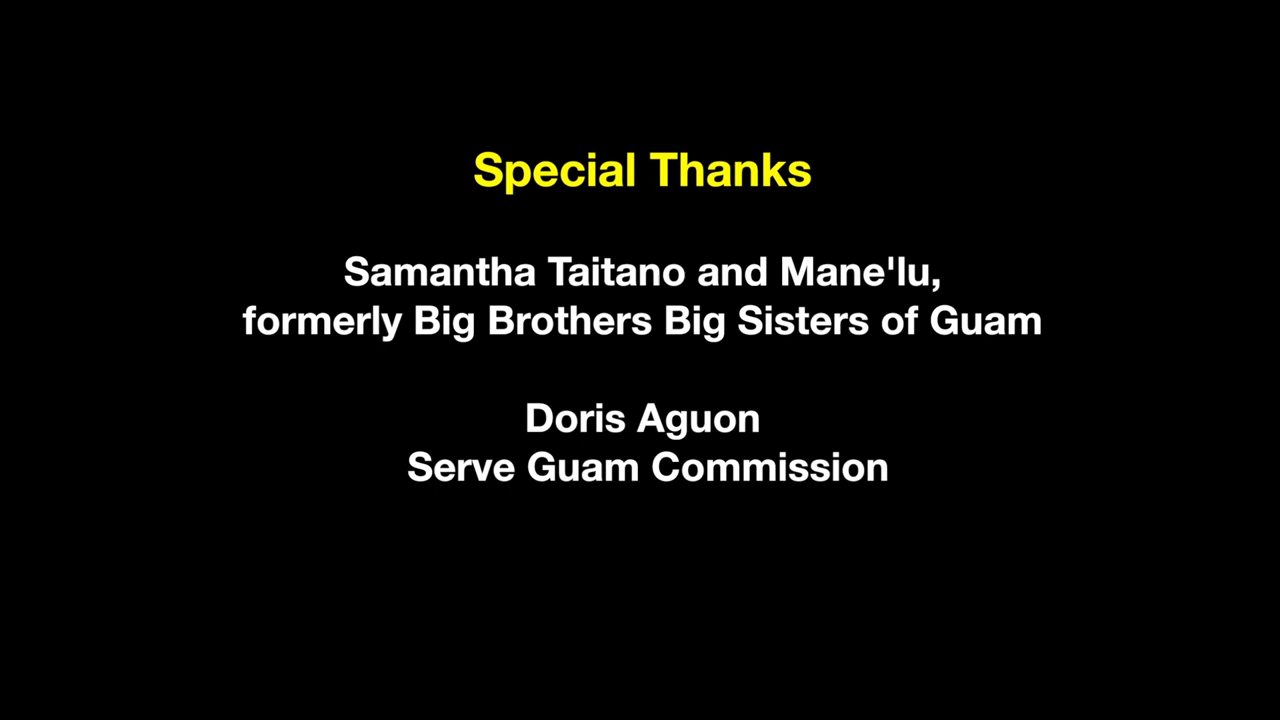 Special Thanks
Samantha Taitano and Mane'lu,
formerly Big Brothers Big Sisters of Guam
Doris Aguon
Serve Guam Commission